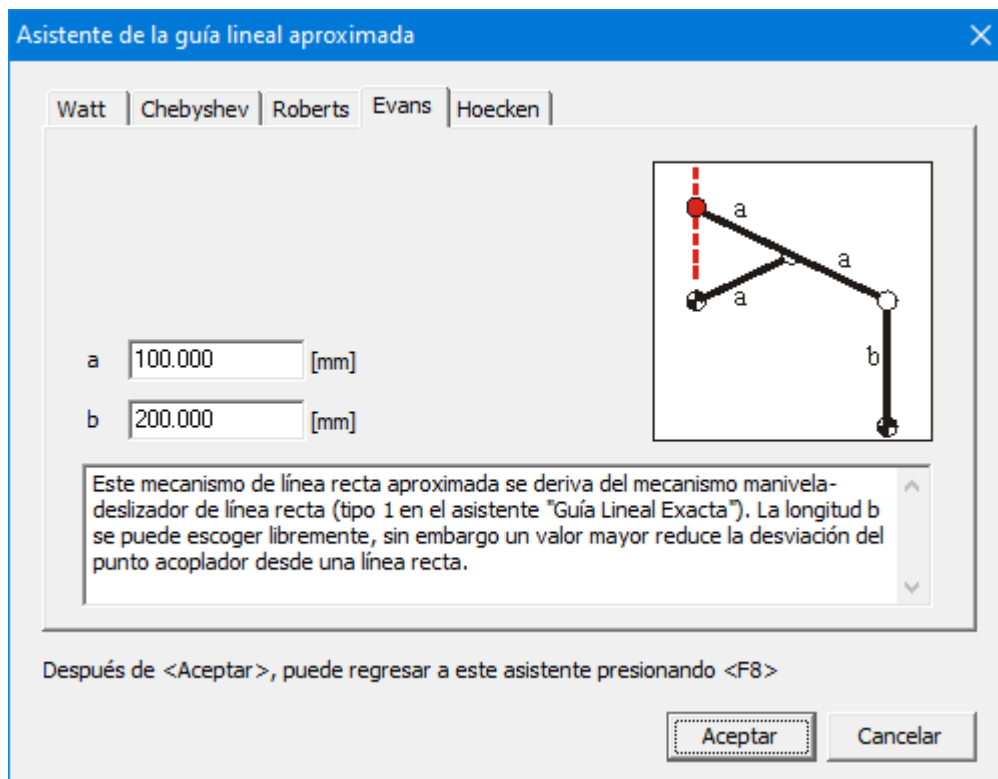 Asistente de la guía lineal aproximada
Watt Chebyshev Roberts Evans Hoecken
a
a
a
b
a 100.000 [mm]
b 200.000 [mm]
Este mecanismo de línea recta aproximada se deriva del mecanismo manivela-
deslizador de línea recta (tipo 1 en el asistente "Guía Lineal Exacta"). La longitud b
se puede escoger libremente, sin embargo un valor mayor reduce la desviación del
punto acoplador desde una línea recta.
Después de <Aceptar>, puede regresar a este asistente presionando <F8>
Aceptar Cancelar